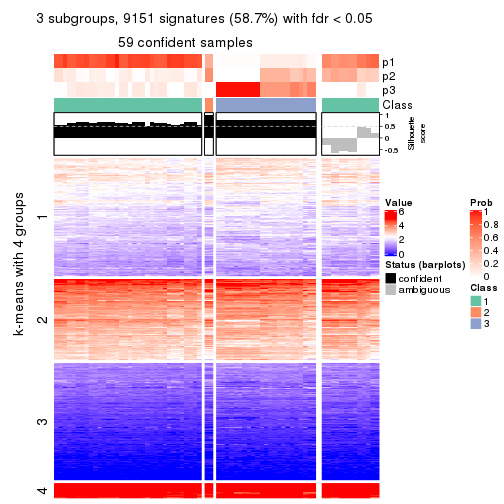 3 subgroups, 9151 signatures (58.7%) with fdr < 0.05
59 confident samples
p1
p2
p3
Class
1
0.5
0
-0.5
Silhouette
score
k-means with 4 groups
1
2
3
4
Value
6
4
2
0
Status (barplots)
confident
ambiguous
Prob
1
0.8
0.6
0.4
0.2
0
Class
1
2
3